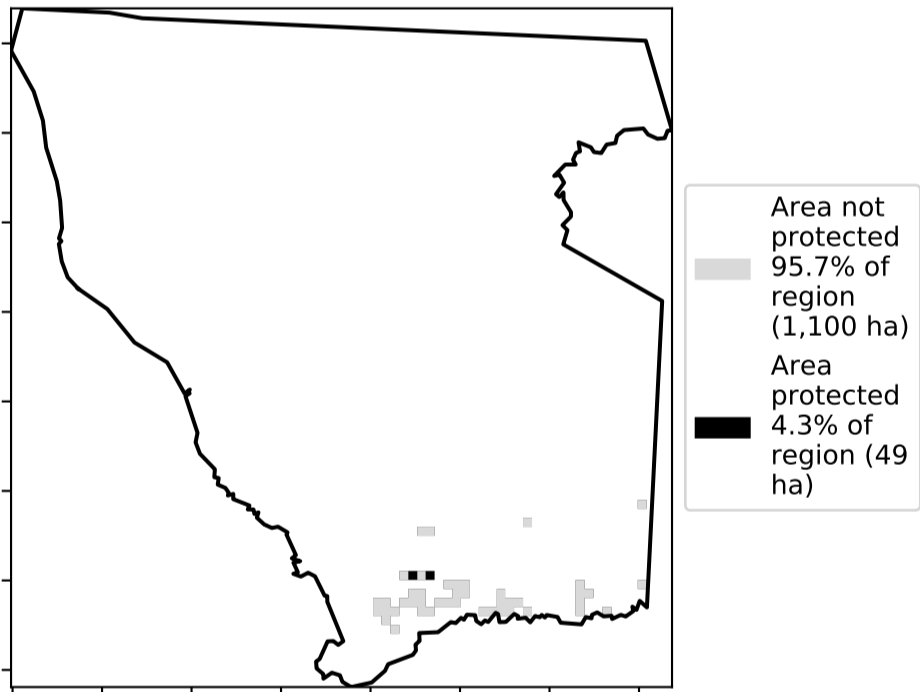 Area not
protected
95.7% of
region
(1,100 ha)
Area
protected
4.3% of
region (49
ha)